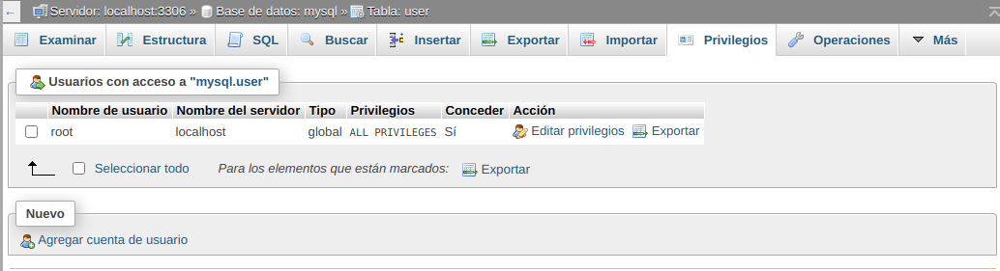 Servidor: localhost:3306 » Base de datos: mysql » Tabla: user
Examinar Estructura SQL Buscar Insertar Exportar Importar Privilegios Operaciones Más
Usuarios con acceso a "mysql.user"
Nombre de usuario Nombre del servidor Tipo Privilegios Conceder Acción
root localhost global ALL PRIVILEGES Sí Editar privilegios Exportar
Seleccionar todo Para los elementos que están marcados: Exportar
Nuevo
Agregar cuenta de usuario